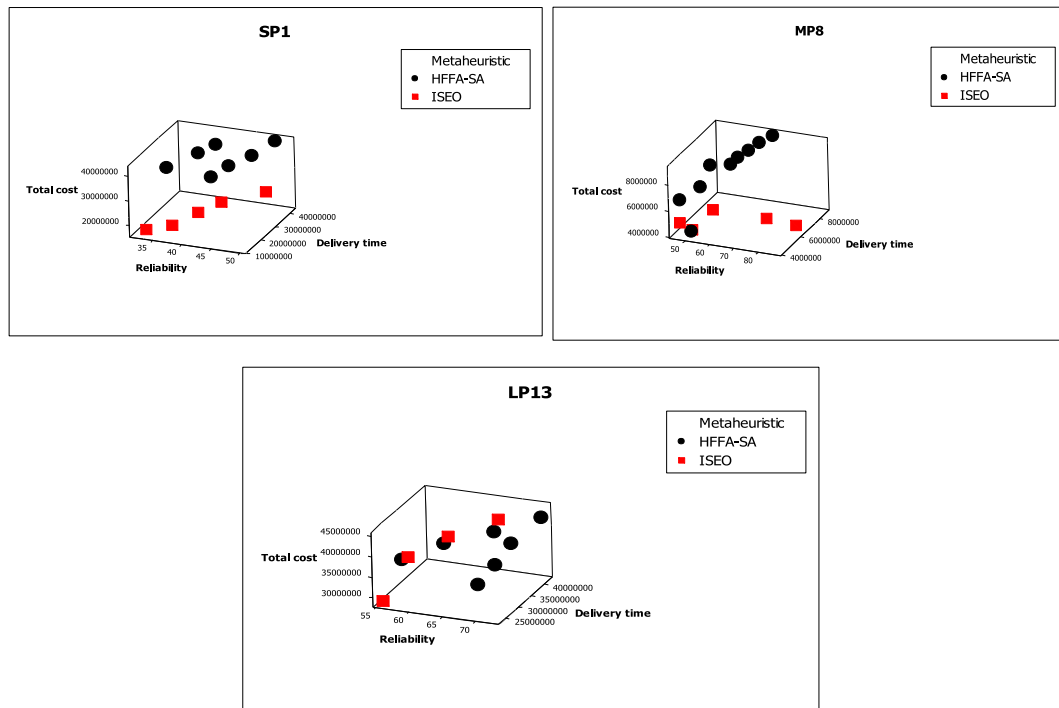 SP1
Metaheuristic
HFFA-SA
ISEO
40000000
Total cost
30000000
20000000
40000000
30000000
20000000
10000000
Delivery time
35
40
45
50
Reliability
MP8
Metaheuristic
HFFA-SA
ISEO
8000000
Total cost
6000000
4000000
8000000
6000000
4000000
Delivery time
50
60
70
80
Reliability
LP13
Metaheuristic
HFFA-SA
ISEO
45000000
40000000
Total cost
35000000
30000000
40000000
35000000
30000000
25000000
Delivery time
55
60
65
70
Reliability